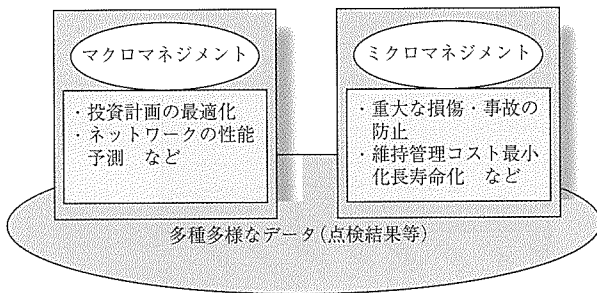 マクロマネジメント
・投資計画の最適化
・ネットワークの性能
予測　など
ミクロマネジメント
・重大な損傷・事故の
防止
・維持管理コスト最小
化長寿命化　など
多種多様なデータ(点検結果等)